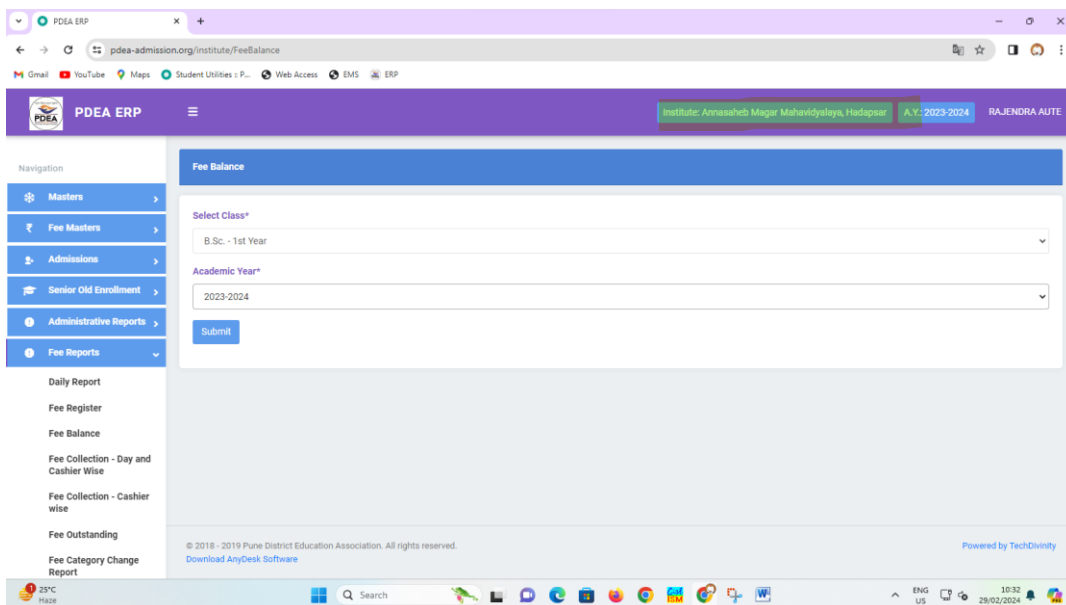 PDEA ERP
pdea-admission.org/institute/FeeBalance
Gmail YouTube Maps Student Utilities :: P... Web Access EMS ERP
PDEA
PDEA ERP
Institute: Annasaheb Magar Mahavidyalaya, Hadapsar A.Y.: 2023-2024 RAJENDRA AUTE
Navigation
Masters
Fee Masters
Admissions
Senior Old Enrollment
Administrative Reports
Fee Reports
Daily Report
Fee Register
Fee Balance
Fee Collection - Day and
Cashier Wise
Fee Collection - Cashier
wise
Fee Outstanding
Fee Category Change
Report
Fee Balance
Select Class*
B.Sc. - 1st Year
Academic Year*
2023-2024
Submit
© 2018 - 2019 Pune District Education Association. All rights reserved.
Download AnyDesk Software
Powered by TechDivinity
1
25°C
Haze
Search
ENG
US
10:32
29/02/2024